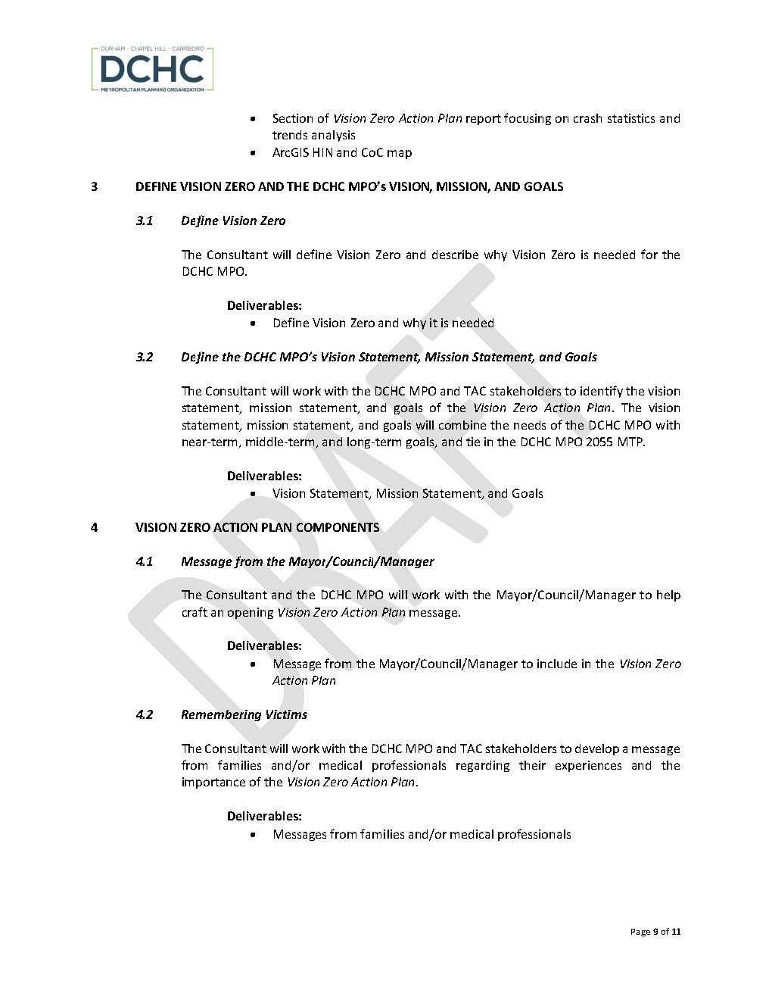 DURHAM · CHAPEL HILL · CARRBORO
DCHC
METROPOLITAN PLANNING ORGANIZATION
• Section of Vision Zero Action Plan report focusing on crash statistics and
trends analysis
• ArcGIS HIN and CoC map
3 DEFINE VISION ZERO AND THE DCHC MPO’s VISION, MISSION, AND GOALS
3.1 Define Vision Zero
The Consultant will define Vision Zero and describe why Vision Zero is needed for the
DCHC MPO.
Deliverables:
• Define Vision Zero and why it is needed
3.2 Define the DCHC MPO’s Vision Statement, Mission Statement, and Goals
The Consultant will work with the DCHC MPO and TAC stakeholders to identify the vision
statement, mission statement, and goals of the Vision Zero Action Plan. The vision
statement, mission statement, and goals will combine the needs of the DCHC MPO with
near-term, middle-term, and long-term goals, and tie in the DCHC MPO 2055 MTP.
Deliverables:
• Vision Statement, Mission Statement, and Goals
4 VISION ZERO ACTION PLAN COMPONENTS
4.1 Message from the Mayor/Council/Manager
The Consultant and the DCHC MPO will work with the Mayor/Council/Manager to help
craft an opening Vision Zero Action Plan message.
Deliverables:
• Message from the Mayor/Council/Manager to include in the Vision Zero
Action Plan
4.2 Remembering Victims
The Consultant will work with the DCHC MPO and TAC stakeholders to develop a message
from families and/or medical professionals regarding their experiences and the
importance of the Vision Zero Action Plan.
Deliverables:
• Messages from families and/or medical professionals
DRAFT
Page 9 of 11